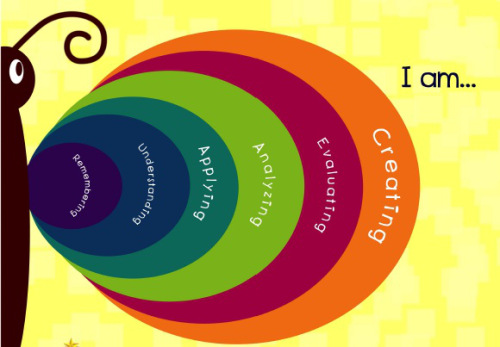 I am...
Remembering
Understanding
Applying
Analyzing
Evaluating
Creating